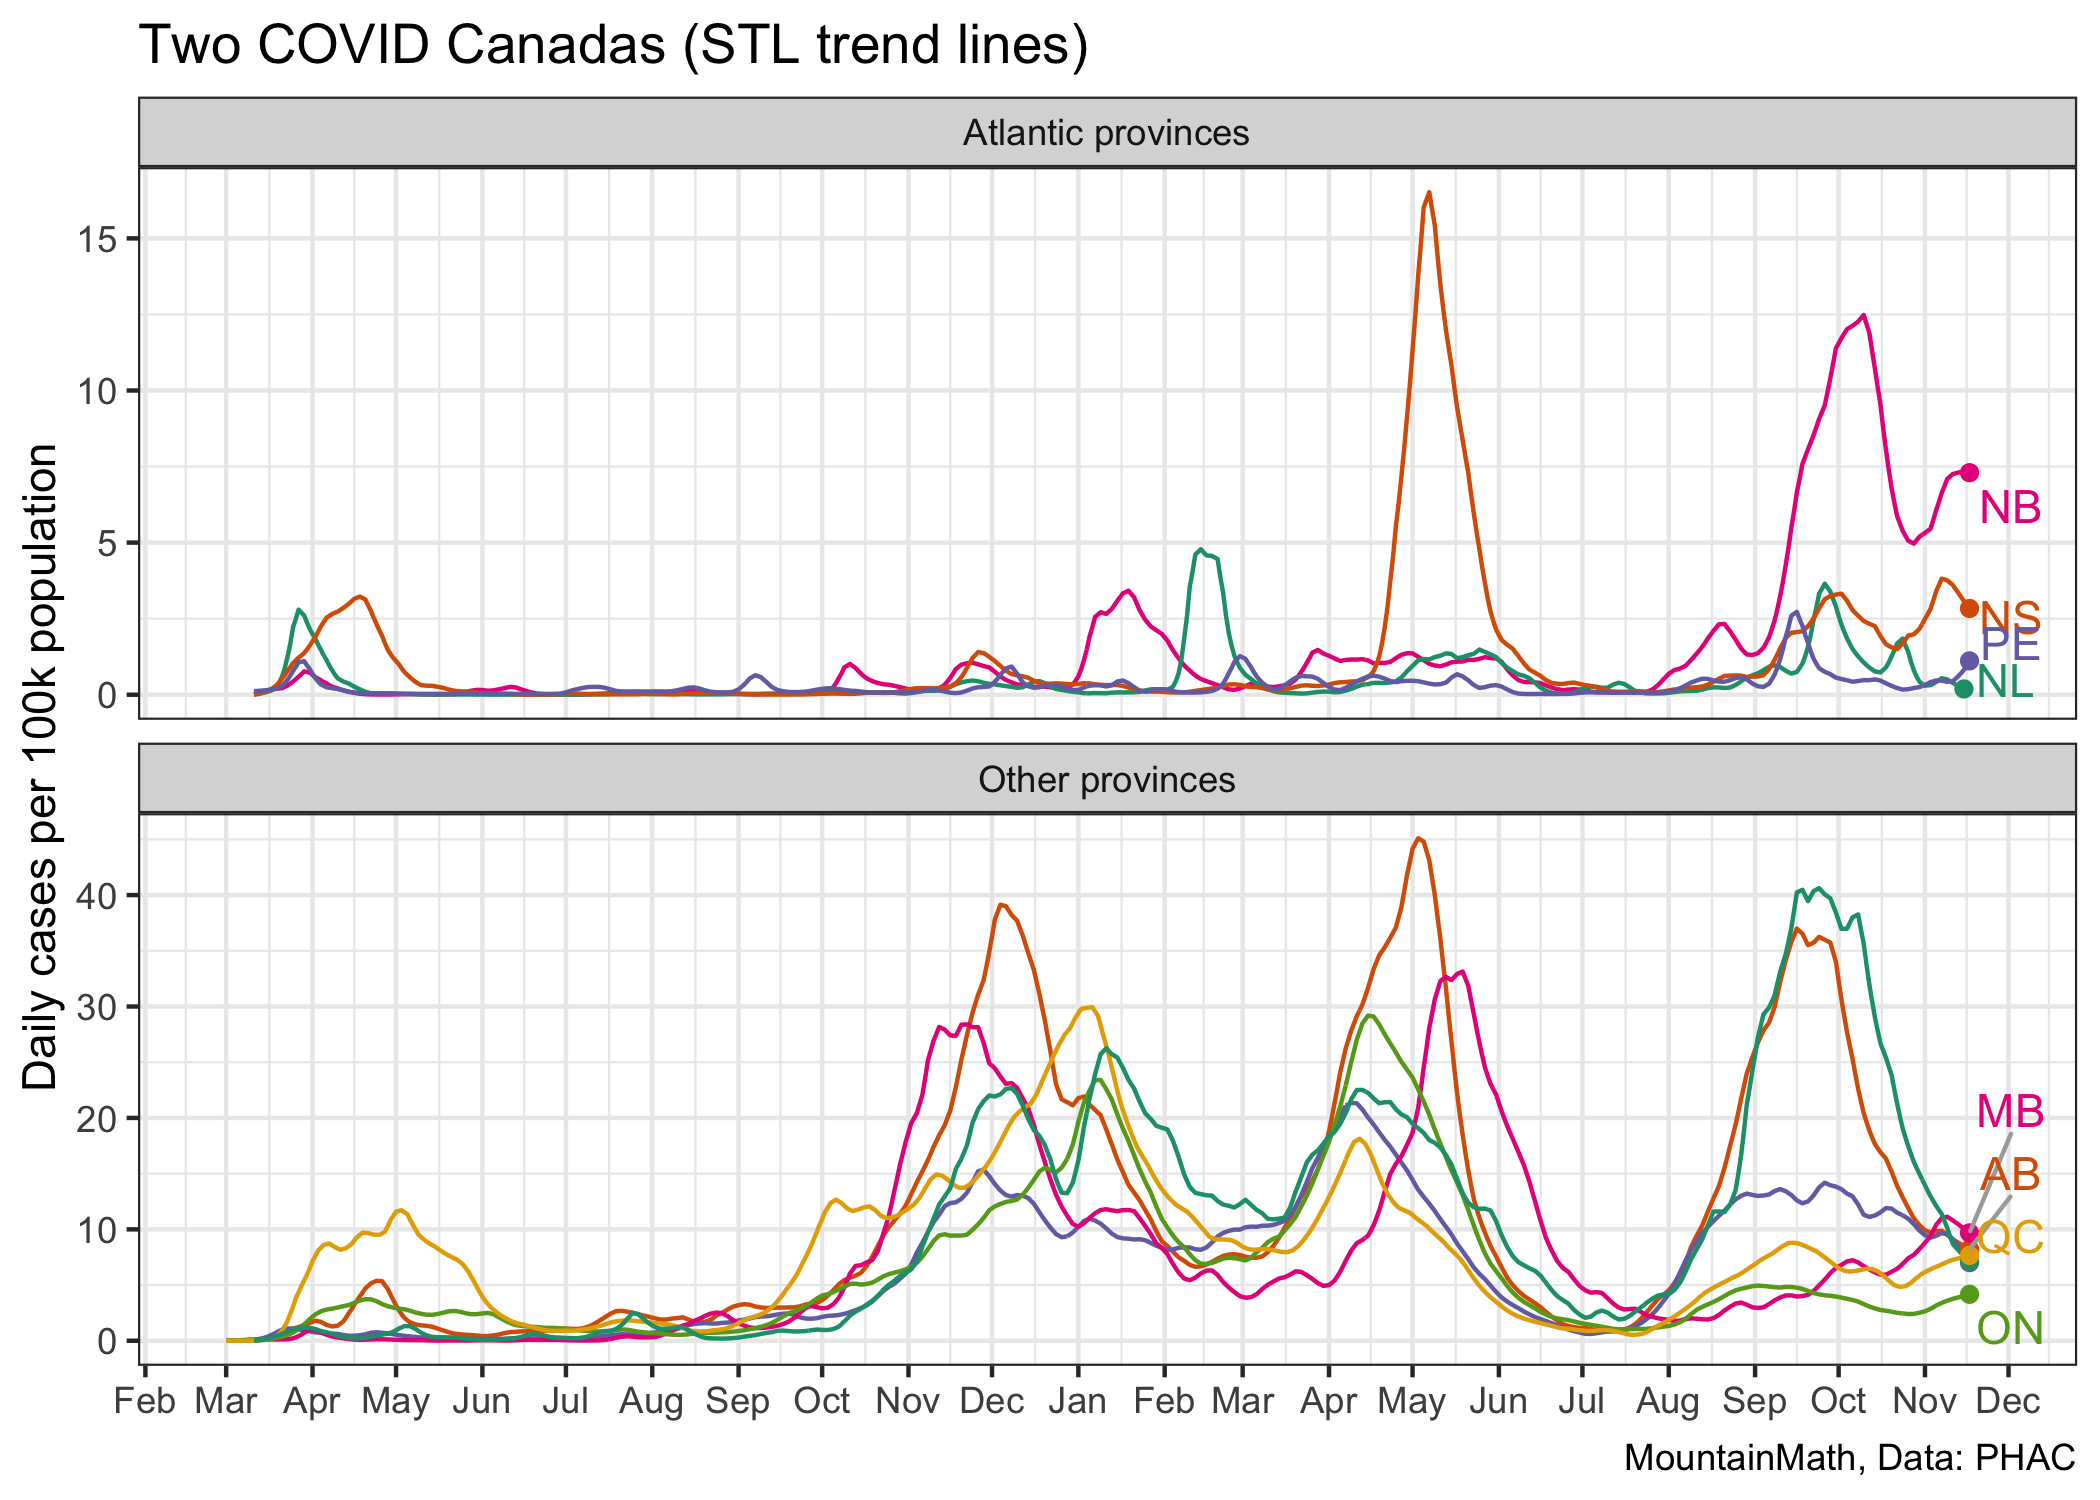 Two COVID Canadas (STL trend lines)
Atlantic provinces
Daily cases per 100k population
15
10
5
0
NB
NS
PE
NL
Other provinces
40
30
20
10
0
MB
AB
QC
ON
Feb Mar Apr May Jun Jul Aug Sep Oct Nov Dec Jan Feb Mar Apr May Jun Jul Aug Sep Oct Nov Dec
MountainMath, Data: PHAC